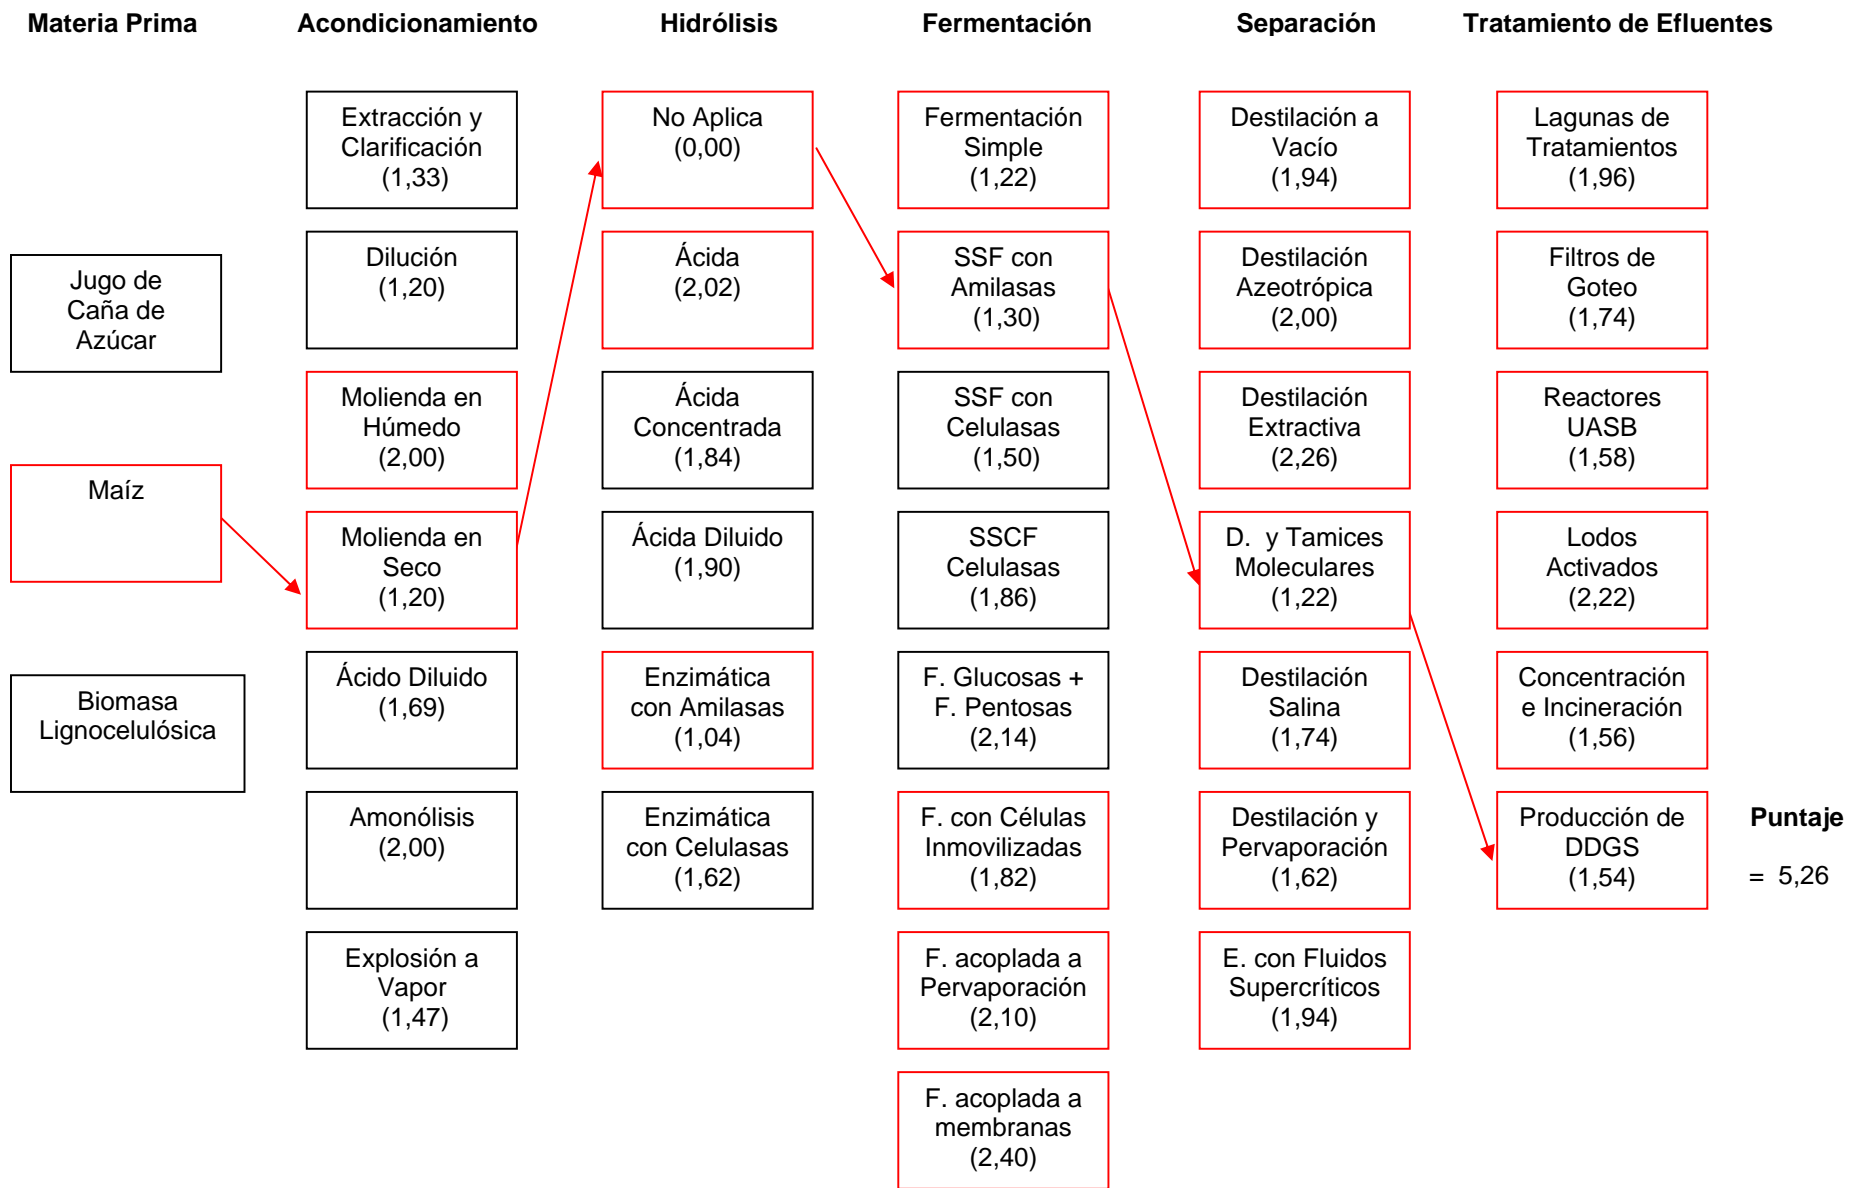 Materia Prima
Acondicionamiento
Hidrólisis
Fermentación
Separación
Tratamiento de Efluentes
Jugo de
Caña de
Azúcar
Maíz
Biomasa
Lignocelulósica
Extracción y
Clarificación
(1,33)
Dilución
(1,20)
Molienda en
Húmedo
(2,00)
Molienda en
Seco
(1,20)
Ácido Diluido
(1,69)
Amonólisis
(2,00)
Explosión a
Vapor
(1,47)
No Aplica
(0,00)
Ácida
(2,02)
Ácida
Concentrada
(1,84)
Ácida Diluido
(1,90)
Enzimática
con Amilasas
(1,04)
Enzimática
con Celulasas
(1,62)
Fermentación
Simple
(1,22)
SSF con
Amilasas
(1,30)
SSF con
Celulasas
(1,50)
SSCF
Celulasas
(1,86)
F. Glucosas +
F. Pentosas
(2,14)
F. con Células
Inmovilizadas
(1,82)
F. acoplada a
Pervaporación
(2,10)
F. acoplada a
membranas
(2,40)
Destilación a
Vacío
(1,94)
Destilación
Azeotrópica
(2,00)
Destilación
Extractiva
(2,26)
D. y Tamices
Moleculares
(1,22)
Destilación
Salina
(1,74)
Destilación y
Pervaporación
(1,62)
E. con Fluidos
Supercríticos
(1,94)
Lagunas de
Tratamientos
(1,96)
Filtros de
Goteo
(1,74)
Reactores
UASB
(1,58)
Lodos
Activados
(2,22)
Concentración
e Incineración
(1,56)
Producción de
DDGS
(1,54)
Puntaje
= 5,26